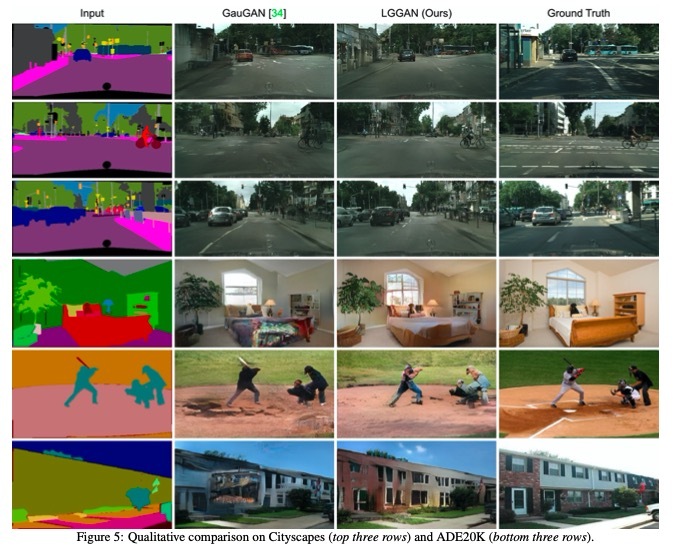 Input GauGAN [34] LGGAN (Ours) Ground Truth
Figure 5: Qualitative comparison on Cityscapes (top three rows) and ADE20K (bottom three rows).